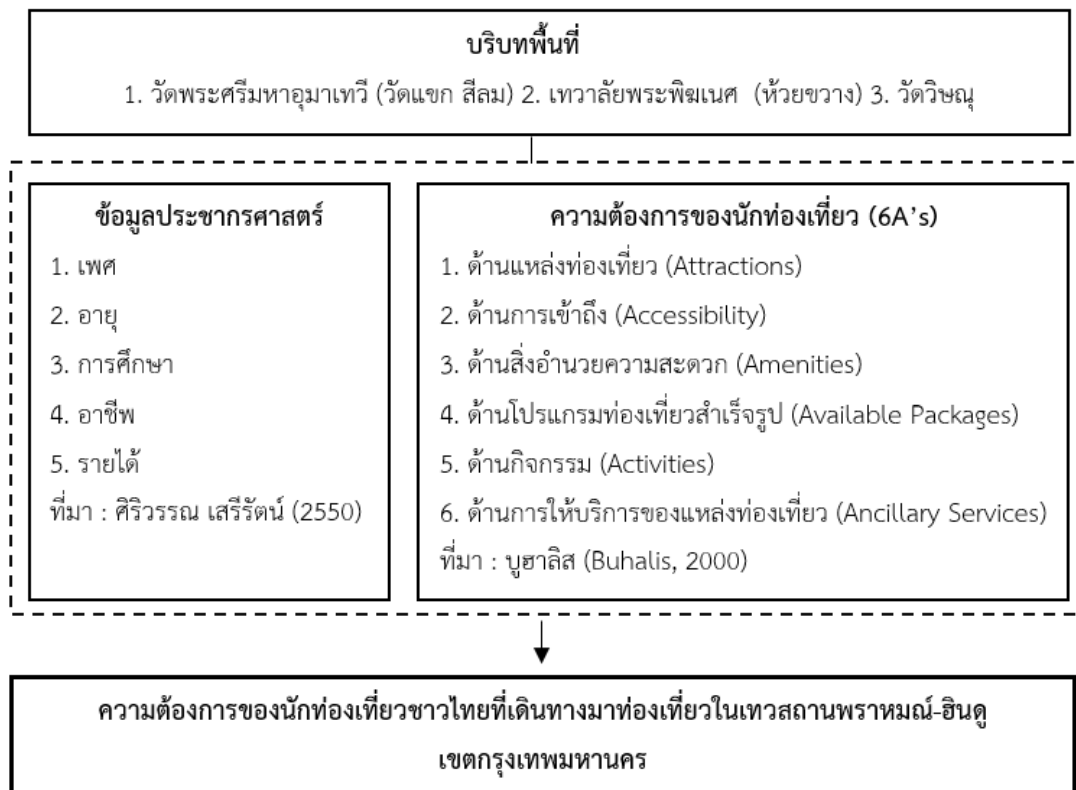 บริบทพื้นที่
1. วัดพระศรีมหาอุมาเทวี (วัดแขก สีลม) 2. เทวาลัยพระพิฆเนศ (ห้วยขวาง) 3. วัดวิษณุ
ข้อมูลประชากรศาสตร์
1. เพศ
2. อายุ
3. การศึกษา
4. อาชีพ
5. รายได้
ที่มา : ศิริวรรณ เสรีรัตน์ (2550)
ความต้องการของนักท่องเที่ยว (6A’s)
1. ด้านแหล่งท่องเที่ยว (Attractions)
2. ด้านการเข้าถึง (Accessibility)
3. ด้านสิ่งอำนวยความสะดวก (Amenities)
4. ด้านโปรแกรมท่องเที่ยวสำเร็จรูป (Available Packages)
5. ด้านกิจกรรม (Activities)
6. ด้านการให้บริการของแหล่งท่องเที่ยว (Ancillary Services)
ที่มา : บูฮาลิส (Buhalis, 2000)
ความต้องการของนักท่องเที่ยวชาวไทยที่เดินทางมาท่องเที่ยวในเทวสถานพราหมณ์-ฮินดู
เขตกรุงเทพมหานคร